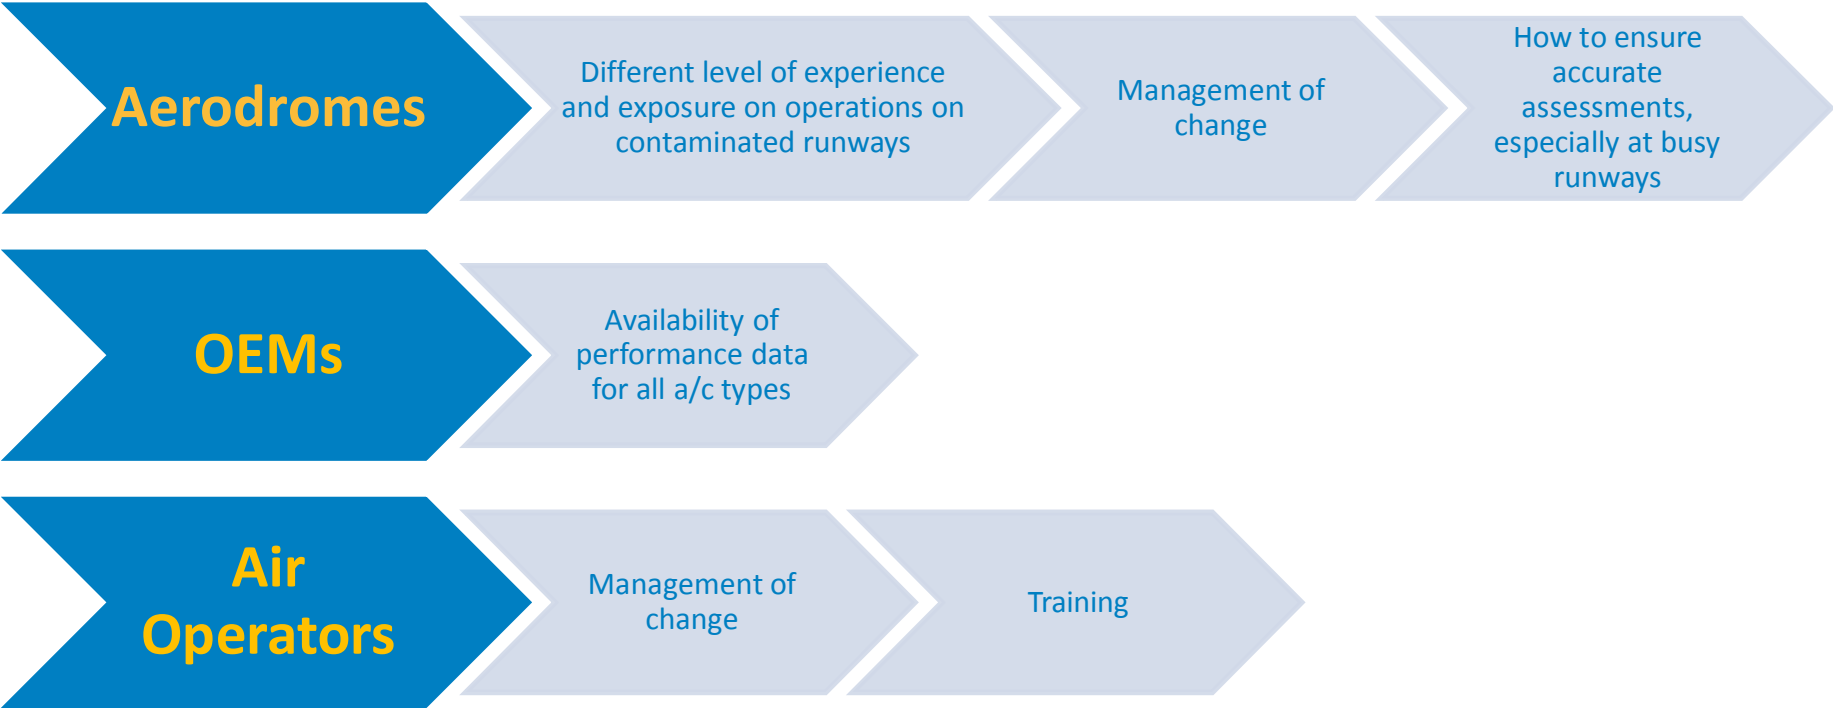 Aerodromes
Different level of experience
and exposure on operations on
contaminated runways
Management of
change
How to ensure
accurate
assessments,
especially at busy
runways
OEMs
Availability of
performance data
for all a/c types
Air
Operators
Management of
change
Training